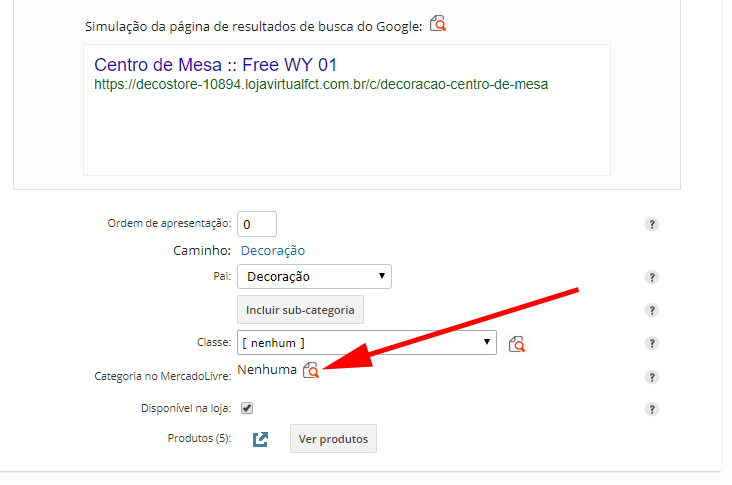 Simulação da página de resultados de busca do Google:
Centro de Mesa :: Free WY 01
https://decostore-10894.lojavirtualfct.com.br/c/decoracao-centro-de-mesa
Ordem de apresentação: 0 ?
Caminho: Decoração
Pai: Decoração ?
Incluir sub-categoria ?
Classe: [ nenhum ] ?
Categoria no MercadoLivre: Nenhuma ?
Disponível na loja: ?
Produtos (5): Ver produtos